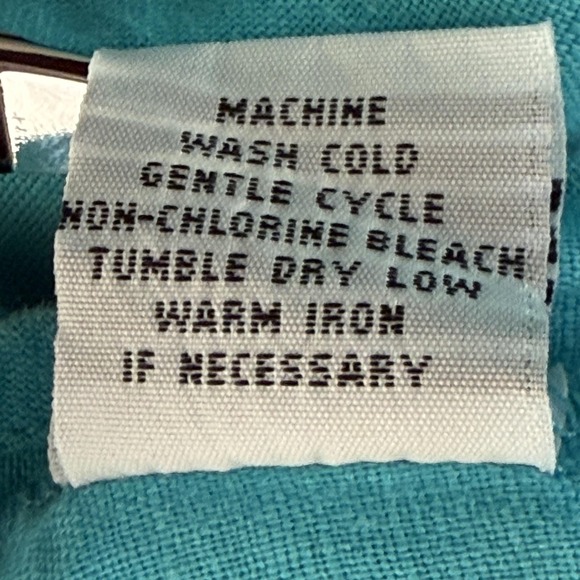 MACHINE
WASH COLD
GENTLE CYCLE
NON-CHLORINE BLEACH
TUMBLE DRY LOW
WARM IRON
IF NECESSARY